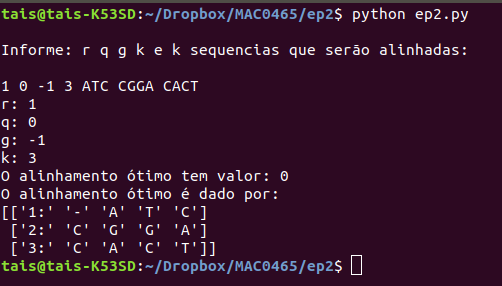 tais@tais-K53SD:~/Dropbox/MAC0465/ep2$ python ep2.py
Informe: r q g k e k sequencias que serão alinhadas:
1 0 -1 3 ATC CGGA CACT
r: 1
q: 0
g: -1
k: 3
O alinhamento ótimo tem valor: 0
O alinhamento ótimo é dado por:
[['1:' '-' 'A' 'T' 'C']
 ['2:' 'C' 'G' 'G' 'A']
 ['3:' 'C' 'A' 'C' 'T']]
tais@tais-K53SD:~/Dropbox/MAC0465/ep2$